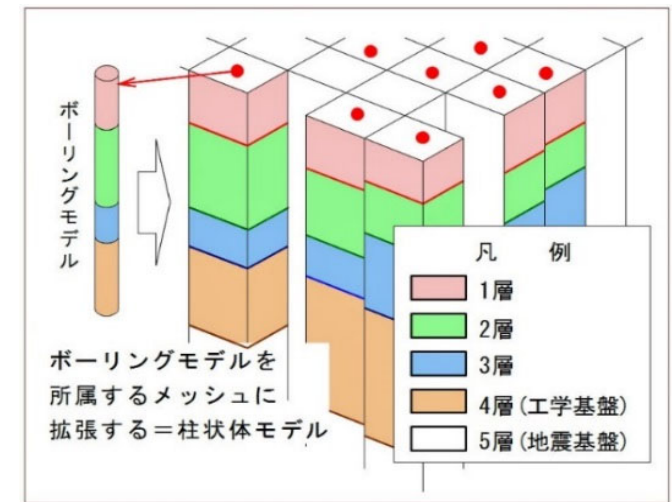 ボーリングモデル
凡 例
1層
2層
3層
4層(工学基盤)
5層(地震基盤)
ボーリングモデルを
所属するメッシュに
拡張する=柱状体モデル